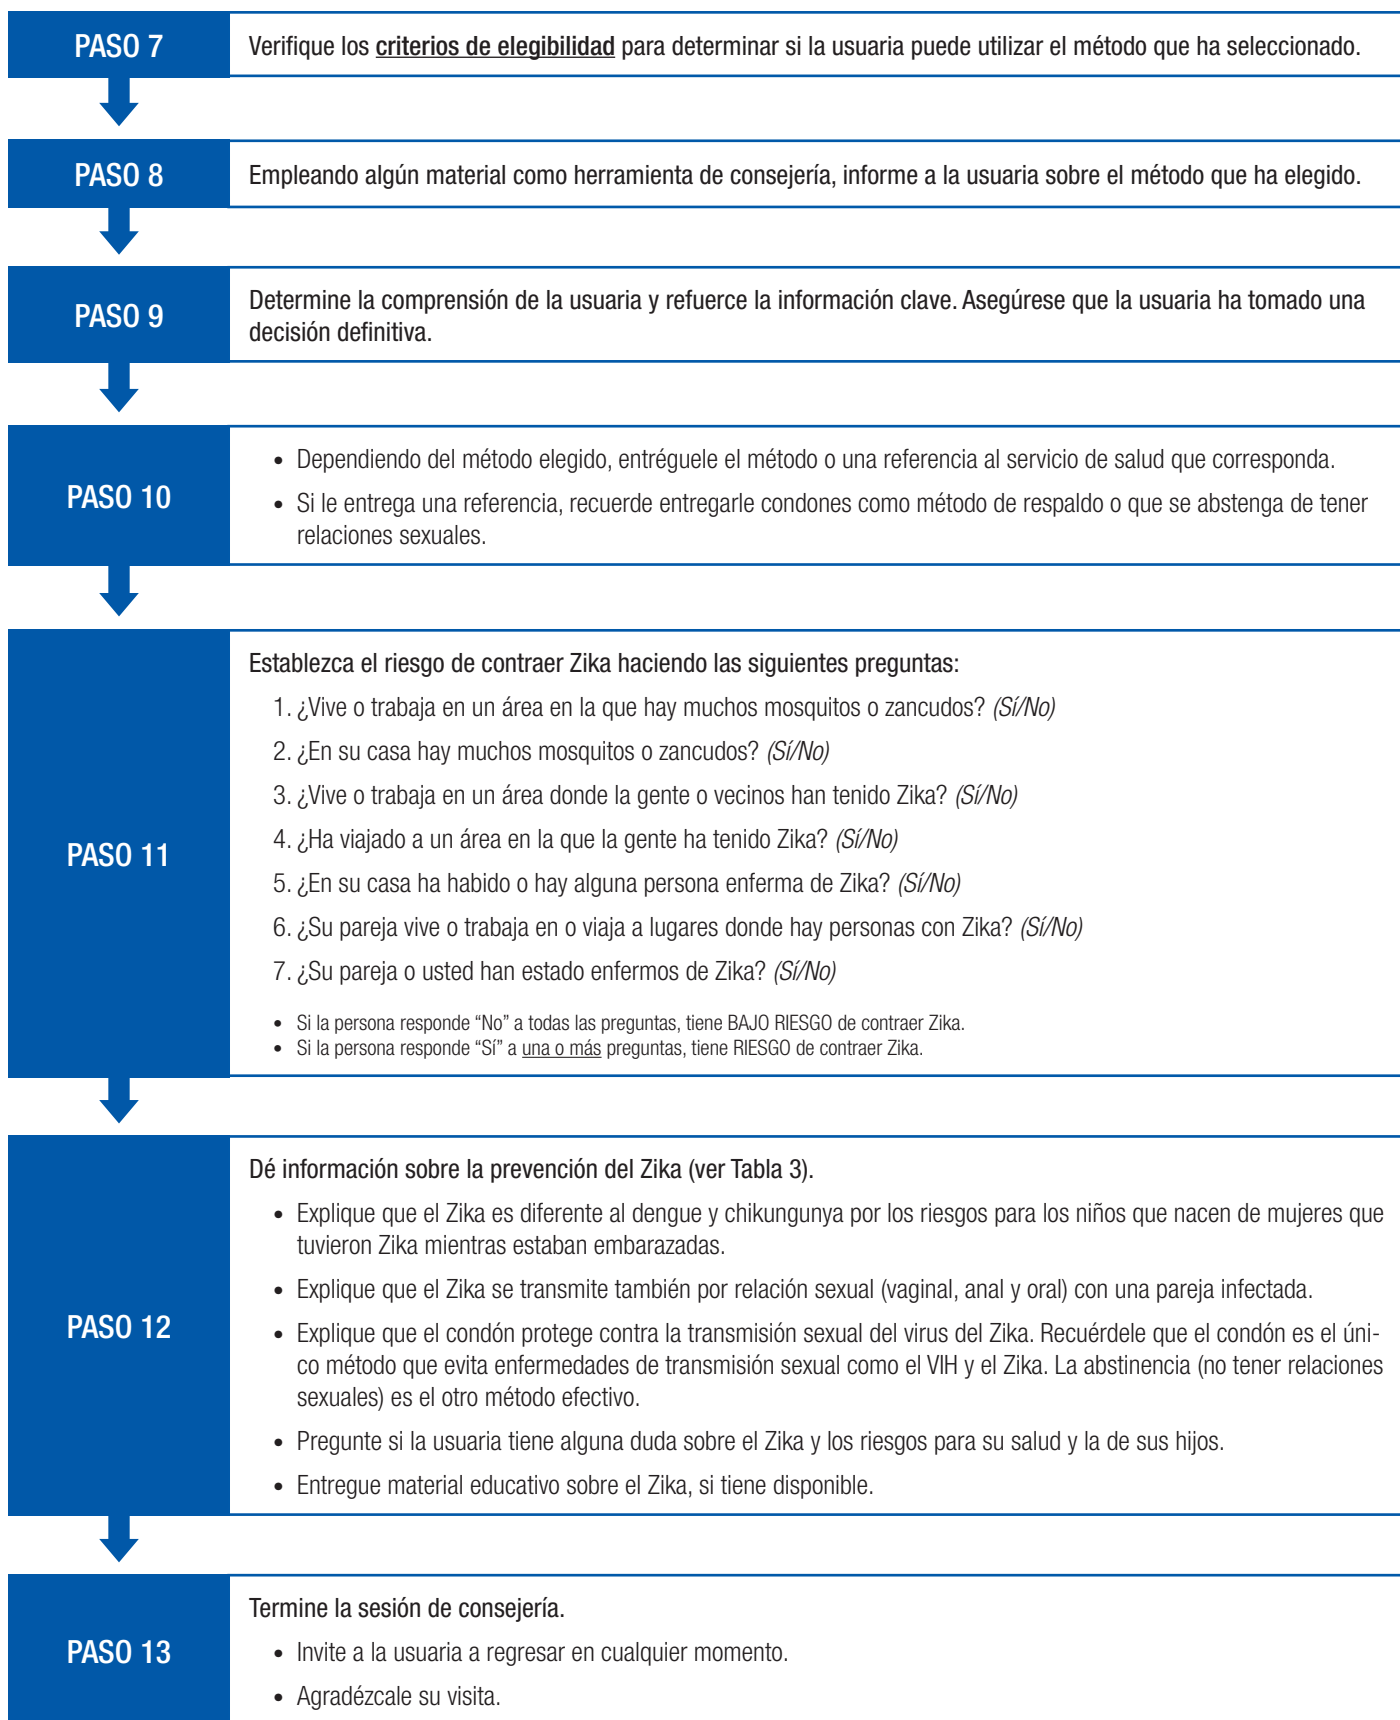 PASO 7
Verifique los criterios de elegibilidad para determinar si la usuaria puede utilizar el método que ha seleccionado.
PASO 8
Empleando algún material como herramienta de consejería, informe a la usuaria sobre el método que ha elegido.
PASO 9
Determine la comprensión de la usuaria y refuerce la información clave. Asegúrese que la usuaria ha tomado una
decisión definitiva.
PASO 10
• Dependiendo del método elegido, entréguele el método o una referencia al servicio de salud que corresponda.
• Si le entrega una referencia, recuerde entregarle condones como método de respaldo o que se abstenga de tener
relaciones sexuales.
PASO 11
Establezca el riesgo de contraer Zika haciendo las siguientes preguntas:
1. ¿Vive o trabaja en un área en la que hay muchos mosquitos o zancudos? (Sí/No)
2. ¿En su casa hay muchos mosquitos o zancudos? (Sí/No)
3. ¿Vive o trabaja en un área donde la gente o vecinos han tenido Zika? (Sí/No)
4. ¿Ha viajado a un área en la que la gente ha tenido Zika? (Sí/No)
5. ¿En su casa ha habido o hay alguna persona enferma de Zika? (Sí/No)
6. ¿Su pareja vive o trabaja en o viaja a lugares donde hay personas con Zika? (Sí/No)
7. ¿Su pareja o usted han estado enfermos de Zika? (Sí/No)
• Si la persona responde “No” a todas las preguntas, tiene BAJO RIESGO de contraer Zika.
• Si la persona responde “Sí” a una o más preguntas, tiene RIESGO de contraer Zika.
PASO 12
Dé información sobre la prevención del Zika (ver Tabla 3).
• Explique que el Zika es diferente al dengue y chikungunya por los riesgos para los niños que nacen de mujeres que
tuvieron Zika mientras estaban embarazadas.
• Explique que el Zika se transmite también por relación sexual (vaginal, anal y oral) con una pareja infectada.
• Explique que el condón protege contra la transmisión sexual del virus del Zika. Recuérdele que el condón es el úni-
co método que evita enfermedades de transmisión sexual como el VIH y el Zika. La abstinencia (no tener relaciones
sexuales) es el otro método efectivo.
• Pregunte si la usuaria tiene alguna duda sobre el Zika y los riesgos para su salud y la de sus hijos.
• Entregue material educativo sobre el Zika, si tiene disponible.
PASO 13
Termine la sesión de consejería.
• Invite a la usuaria a regresar en cualquier momento.
• Agradézcale su visita.